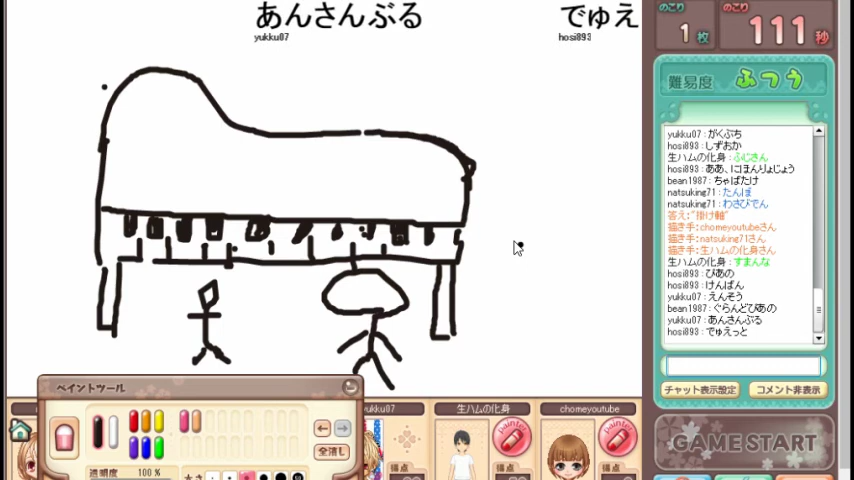 あんさんぶる
yukku07
でゅえ
hosi893
のこり
1枚
のこり
111秒
難易度 ふつう
yukku07：がくぶち
hosi893：しずおか
生ハムの化身：ふじさん
hosi893：ああ、にほんりょじょう
bean1987：ちゃばたけ
natsuking71：たんぼ
natsuking71：わさびでん
答え:"掛け軸"
描き手:chomeyoutubeさん
描き手:natsuking71さん
描き手:生ハムの化身さん
生ハムの化身：すまんな
hosi893：ぴあの
hosi893：けんばん
yukku07：えんそう
bean1987：ぐらんどぴあの
yukku07：あんさんぶる
hosi893：でゅえっと
チャット表示設定
コメント非表示
GAME START
ペイントツール
全消し
透明度 100 %
太さ
yukku07
得点
生ハムの化身
painter
得点
chomeyoutube
painter
得点